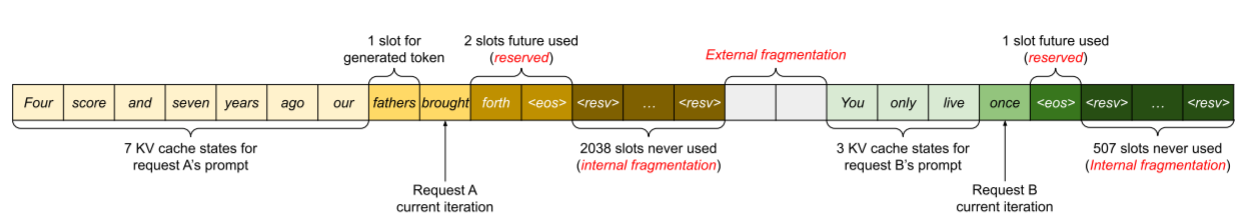 1 slot for
generated token
2 slots future used
(reserved)
External fragmentation
1 slot future used
(reserved)
Four score and seven years ago our fathers brought forth <eos> <resv> ... <resv> You only live once <eos> <resv> ... <resv>
7 KV cache states for
request A's prompt
2038 slots never used
(internal fragmentation)
3 KV cache states for
request B's prompt
507 slots never used
(Internal fragmentation)
Request A
current iteration
Request B
current iteration